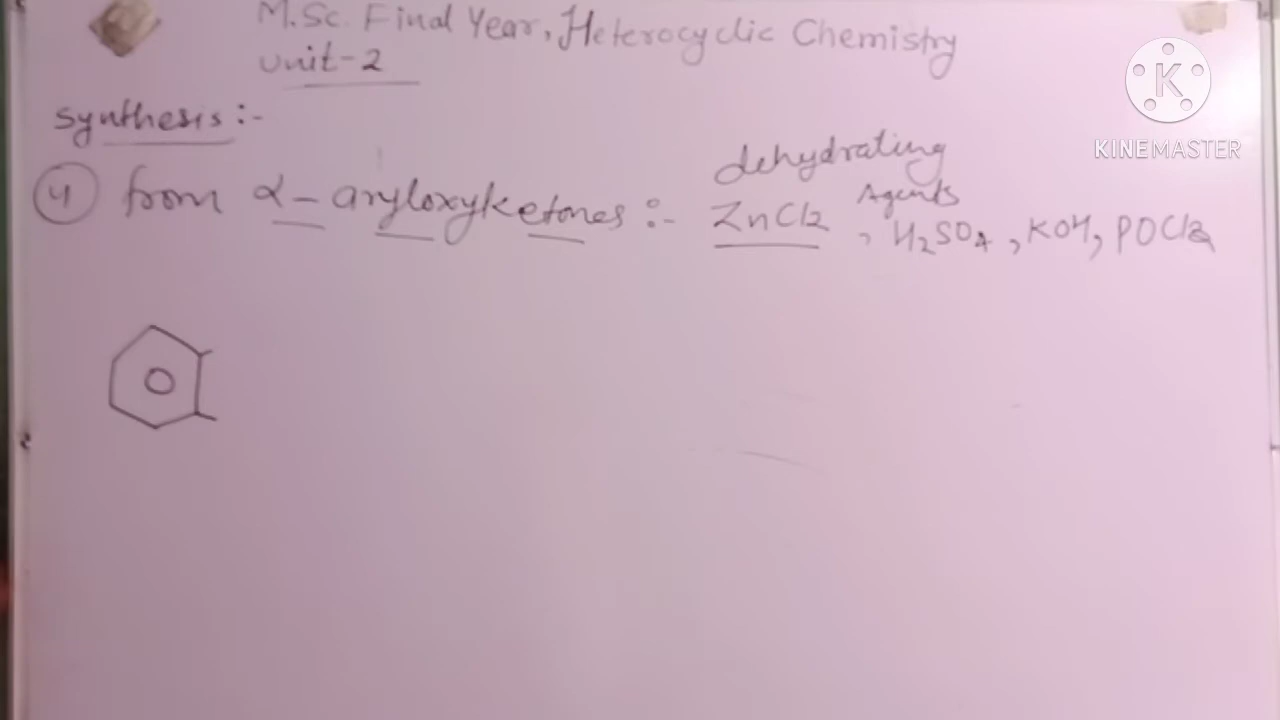 M.Sc. Final Year, Heterocyclic Chemistry
Unit-2
K
KINEMASTER
Synthesis :-
dehydrating
Agents
4 from α-aryloxyketones :- ZnCl2, H2SO4, KOH, POCl3